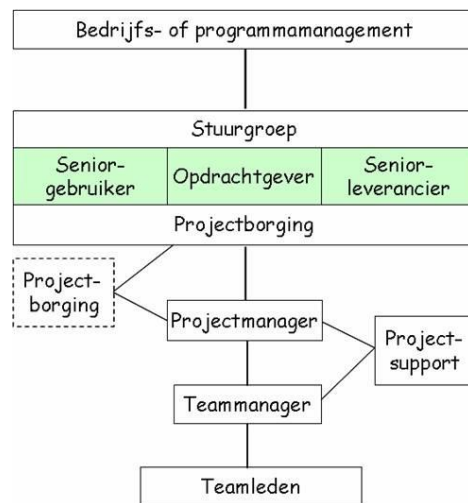 Bedrijfs- of programmamanagement
Stuurgroep
Senior-
gebruiker
Opdrachtgever
Senior-
leverancier
Projectborging
Project-
borging
Projectmanager
Project-
support
Teammanager
Teamleden